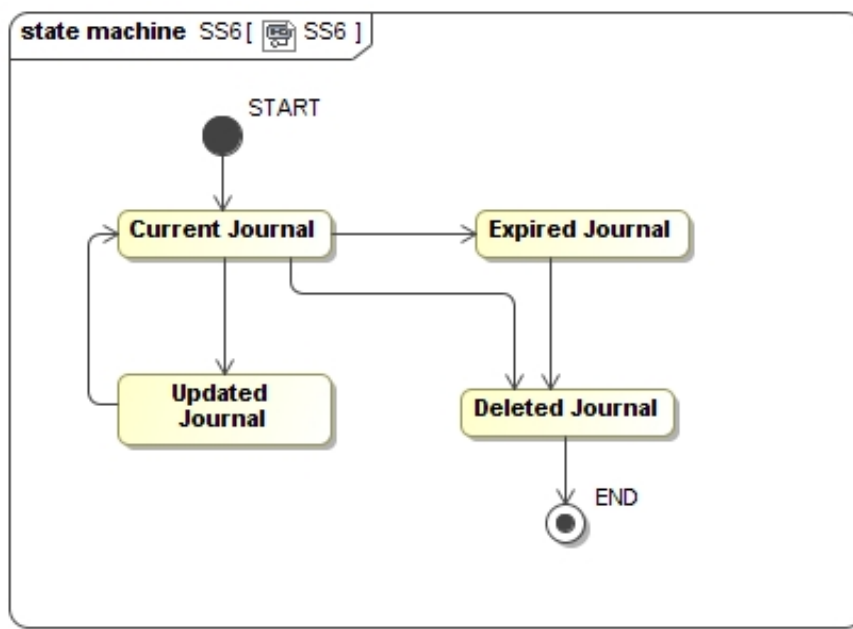 state machine SS6[ SS6 ]
START
Current Journal
Expired Journal
Updated
Journal
Deleted Journal
END